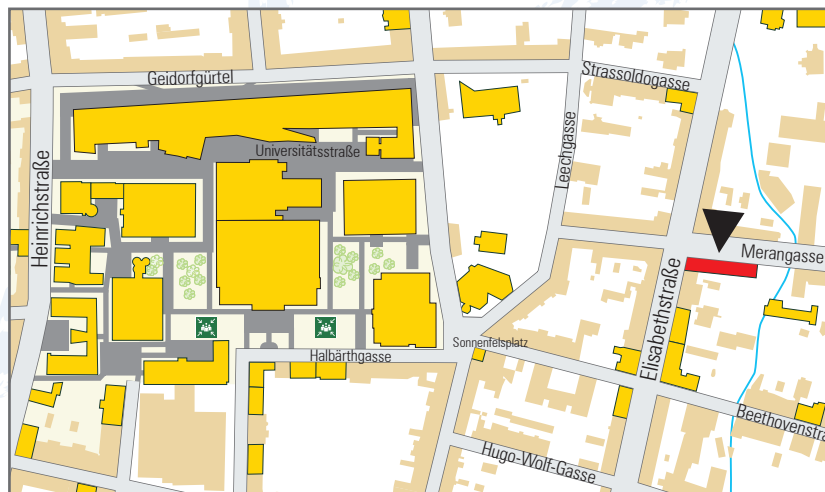 Geidorfgürtel
Strassoldogasse
Universitätsstraße
Leechgasse
Heinrichstraße
Merangasse
Elisabethstraße
Sonnenfelsplatz
Halbärthgasse
Beethovenstra
Hugo-Wolf-Gasse